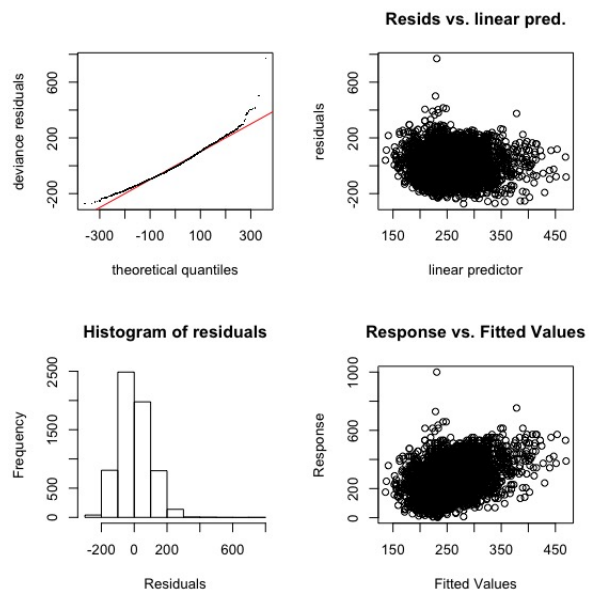 deviance residuals
-200
200
600
-300
-100
100
300
theoretical quantiles
Resids vs. linear pred.
residuals
-200
200
600
150
250
350
450
linear predictor
Histogram of residuals
Frequency
0
500
1500
2500
-200
0
200
600
Residuals
Response vs. Fitted Values
Response
0
200
600
1000
150
250
350
450
Fitted Values